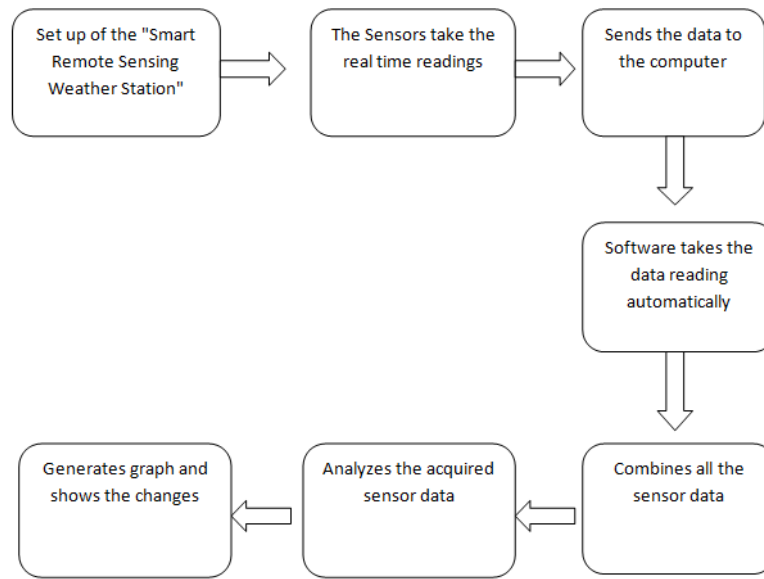 Set up of the "Smart
Remote Sensing
Weather Station"
The Sensors take the
real time readings
Sends the data to
the computer
Software takes the
data reading
automatically
Combines all the
sensor data
Analyzes the acquired
sensor data
Generates graph and
shows the changes